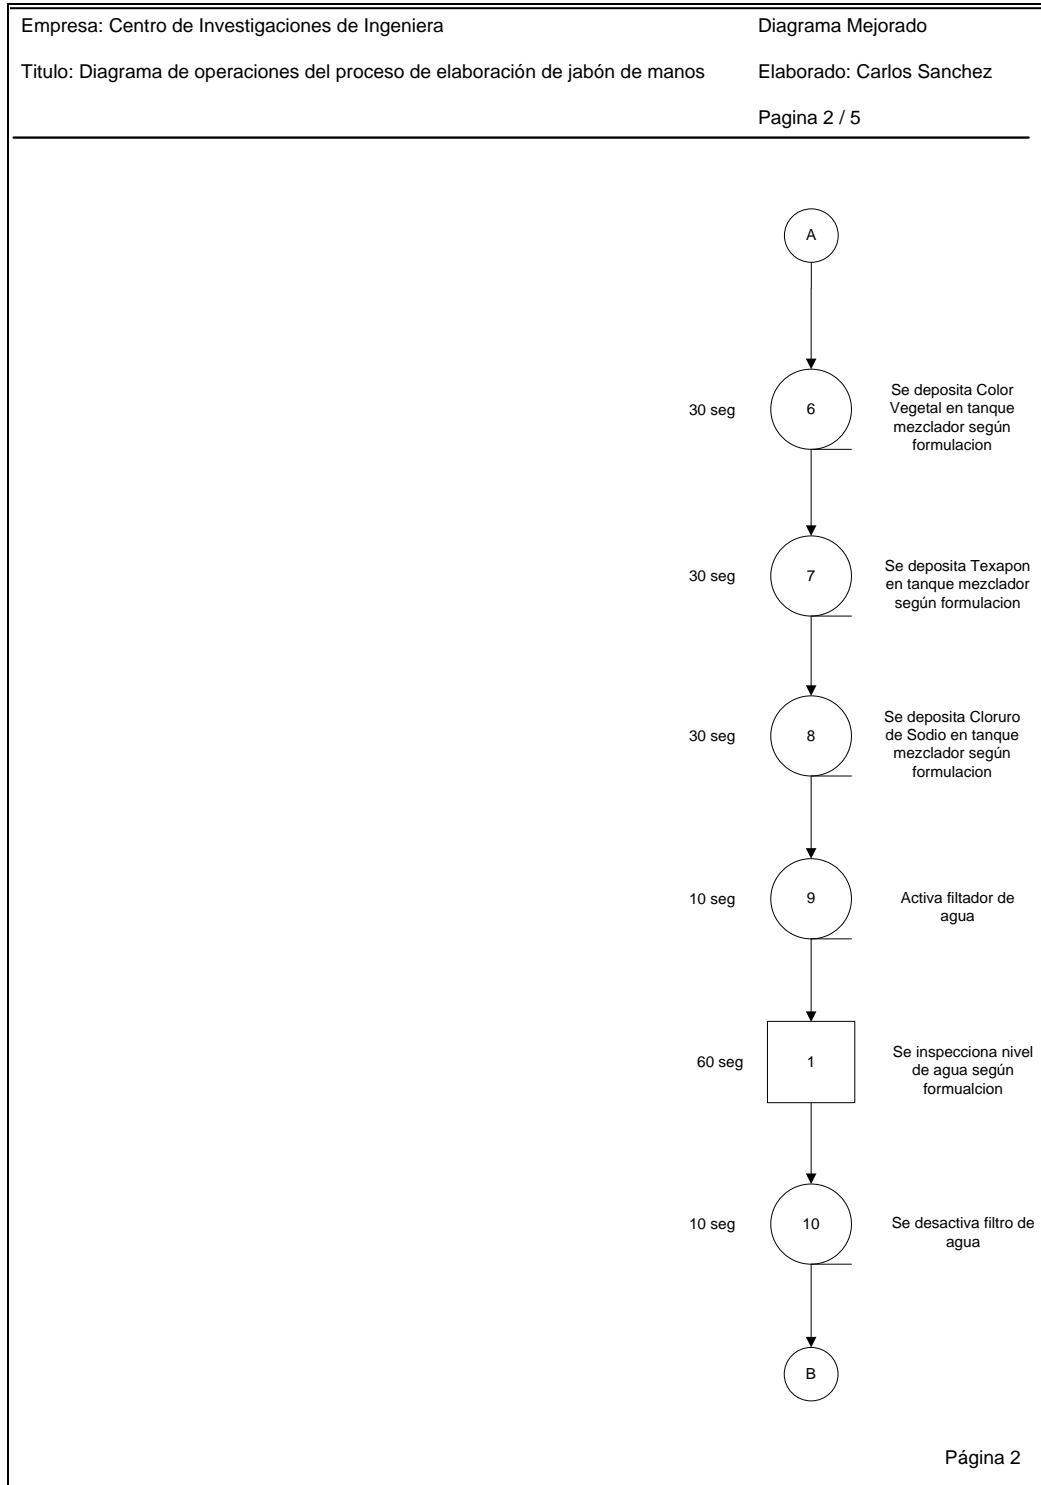 Empresa: Centro de Investigaciones de Ingeniera
Diagrama Mejorado
Titulo: Diagrama de operaciones del proceso de elaboración de jabón de manos
Elaborado: Carlos Sanchez
Pagina 2 / 5
A
30 seg
6
Se deposita Color
Vegetal en tanque
mezclador según
formulacion
30 seg
7
Se deposita Texapon
en tanque mezclador
según formulacion
30 seg
8
Se deposita Cloruro
de Sodio en tanque
mezclador según
formulacion
10 seg
9
Activa filtador de
agua
60 seg
1
Se inspecciona nivel
de agua según
formualcion
10 seg
10
Se desactiva filtro de
agua
B
Página 2